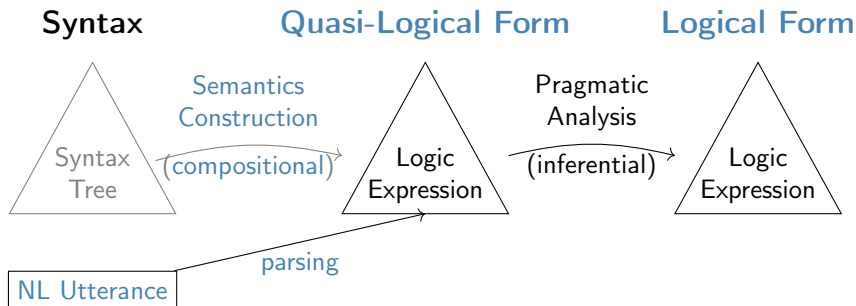 Syntax
Quasi-Logical Form
Logical Form
Semantics
Construction
(compositional)
Pragmatic
Analysis
(inferential)
Syntax
Tree
Logic
Expression
Logic
Expression
parsing
NL Utterance